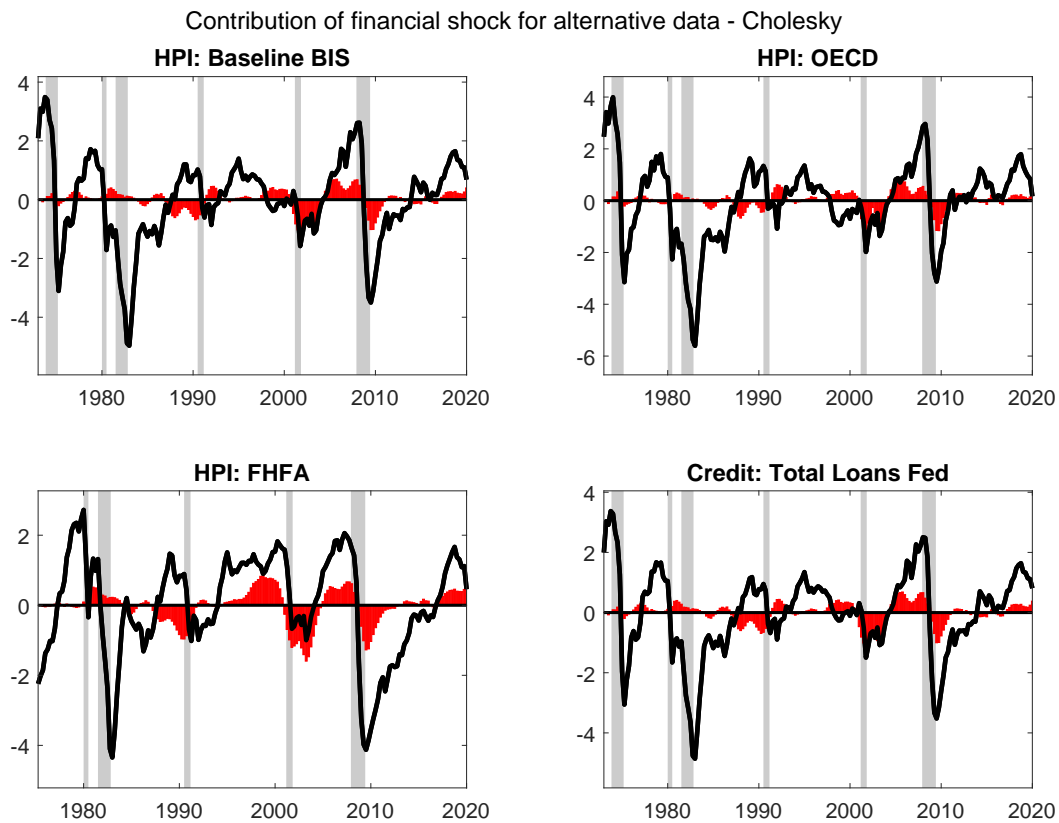 Contribution of financial shock for alternative data - Cholesky
HPI: Baseline BIS
4
2
0
-2
-4
1980 1990 2000 2010 2020
HPI: OECD
4
2
0
-2
-4
-6
1980 1990 2000 2010 2020
HPI: FHFA
2
0
-2
-4
1980 1990 2000 2010 2020
Credit: Total Loans Fed
4
2
0
-2
-4
1980 1990 2000 2010 2020